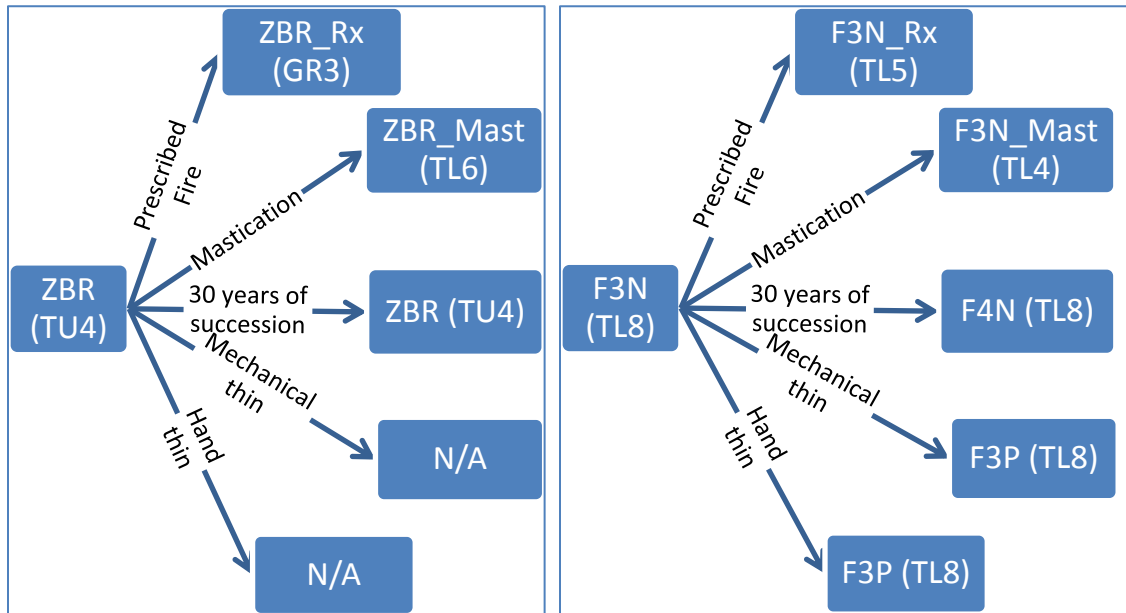 ZBR_Rx
(GR3)
ZBR_Mast
(TL6)
Prescribed
Fire
Mastication
ZBR
(TU4)
30 years of
succession
ZBR (TU4)
Mechanical
thin
N/A
Hand
thin
N/A
F3N_Rx
(TL5)
F3N_Mast
(TL4)
Prescribed
Fire
Mastication
F3N
(TL8)
30 years of
succession
F4N (TL8)
Mechanical
thin
F3P (TL8)
Hand
thin
F3P (TL8)